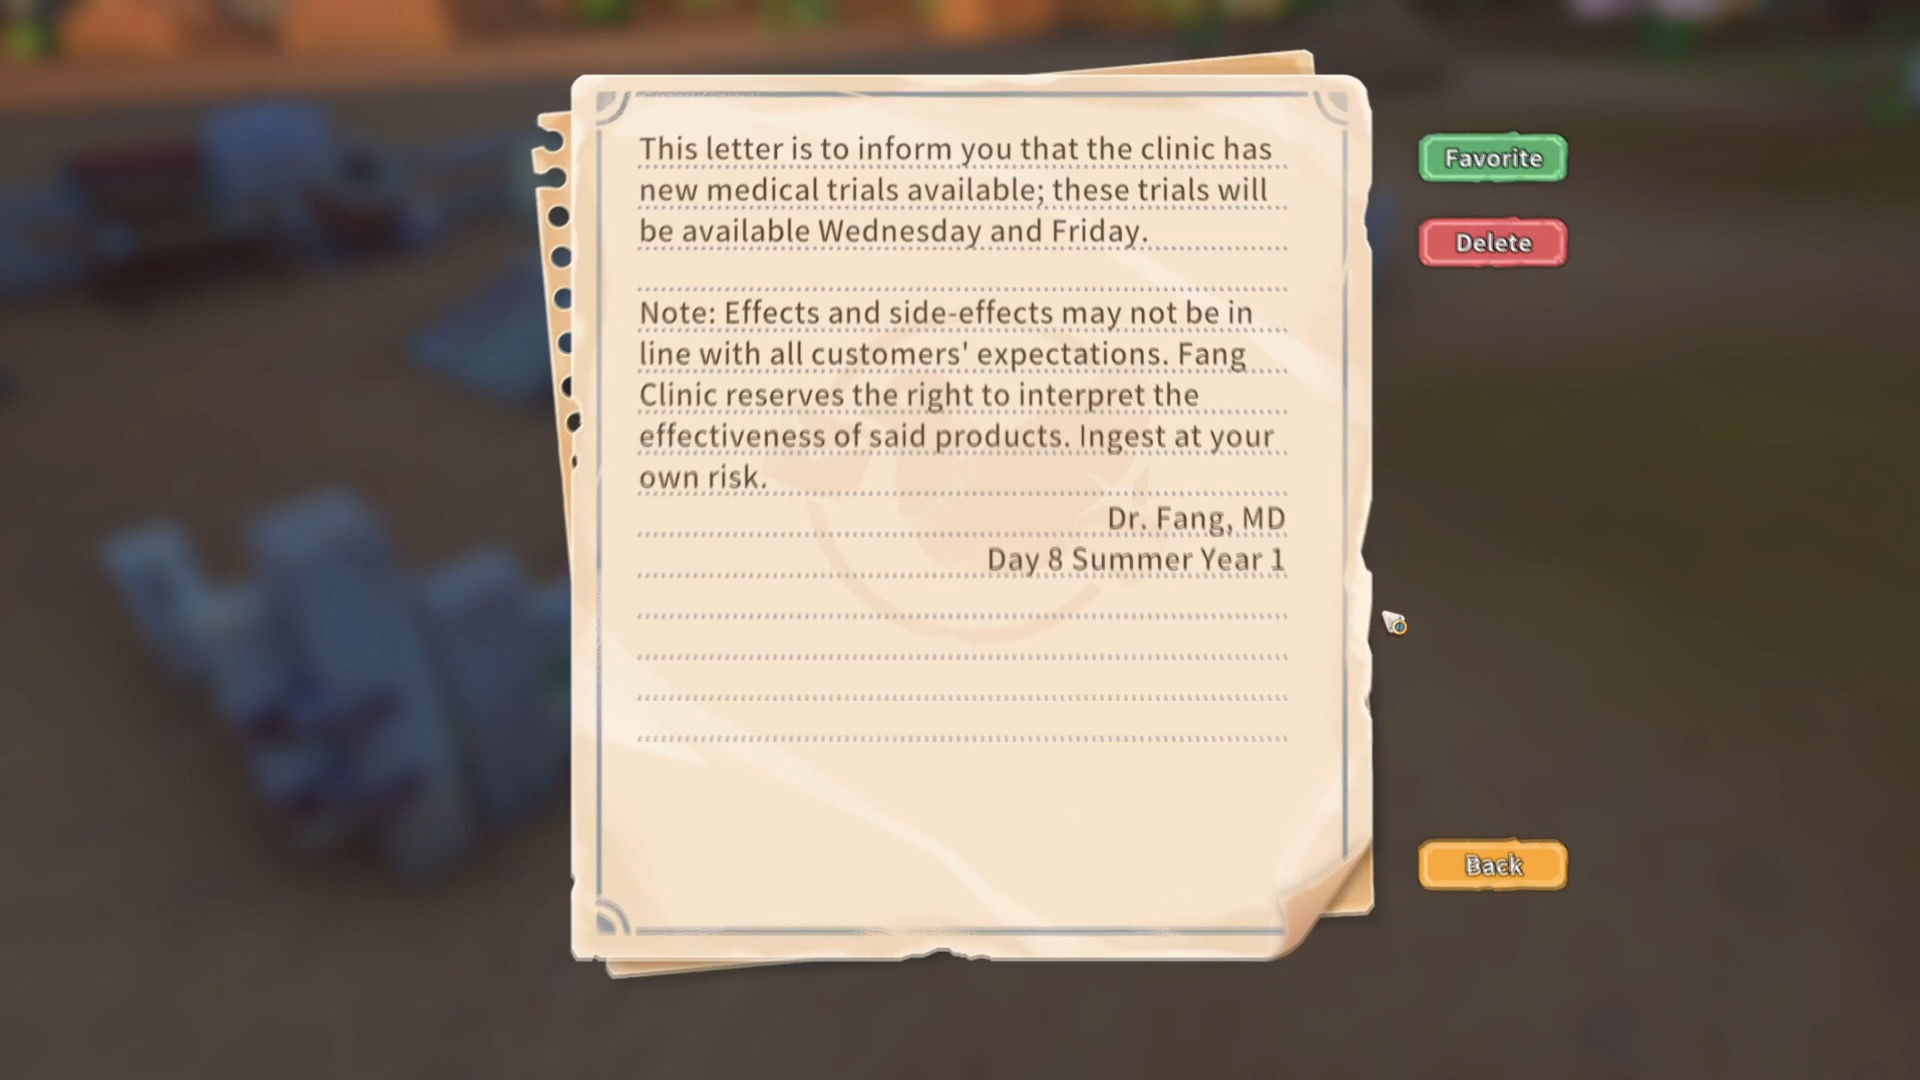 This letter is to inform you that the clinic has
new medical trials available; these trials will
be available Wednesday and Friday.
Note: Effects and side-effects may not be in
line with all customers' expectations. Fang
Clinic reserves the right to interpret the
effectiveness of said products. Ingest at your
own risk.
Dr. Fang, MD
Day 8 Summer Year 1
Favorite
Delete
Back